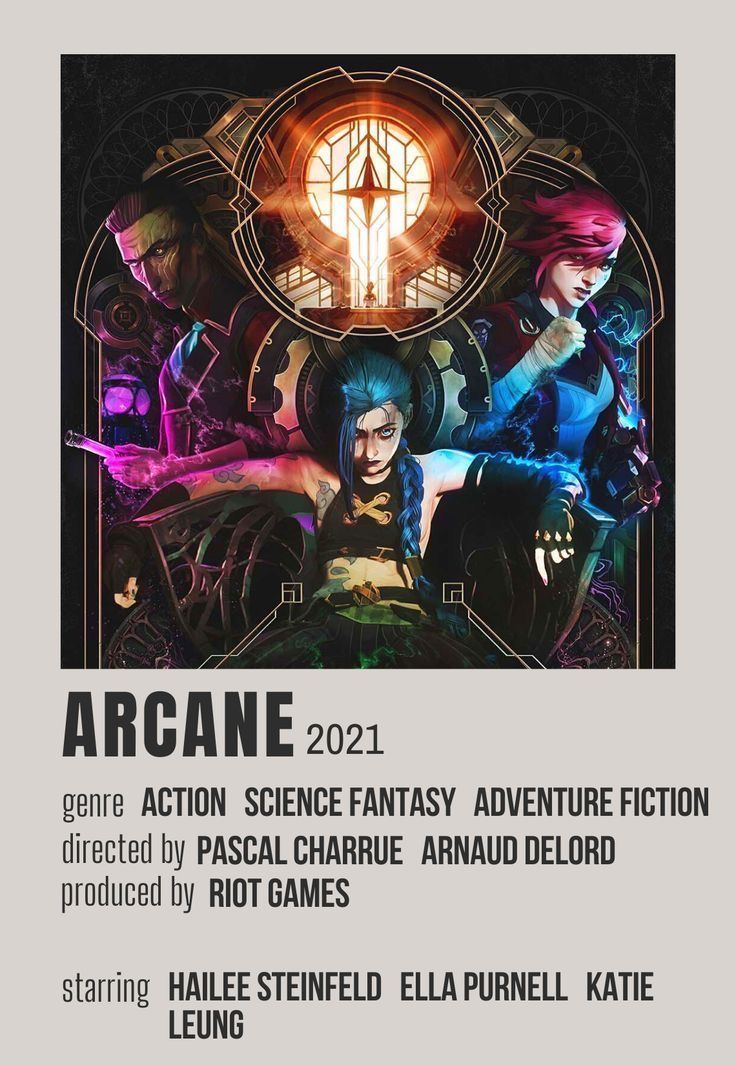 ARCANE 2021
genre ACTION SCIENCE FANTASY ADVENTURE FICTION
directed by PASCAL CHARRUE ARNAUD DELORD
produced by RIOT GAMES
starring HAILEE STEINFELD ELLA PURNELL KATIE
LEUNG